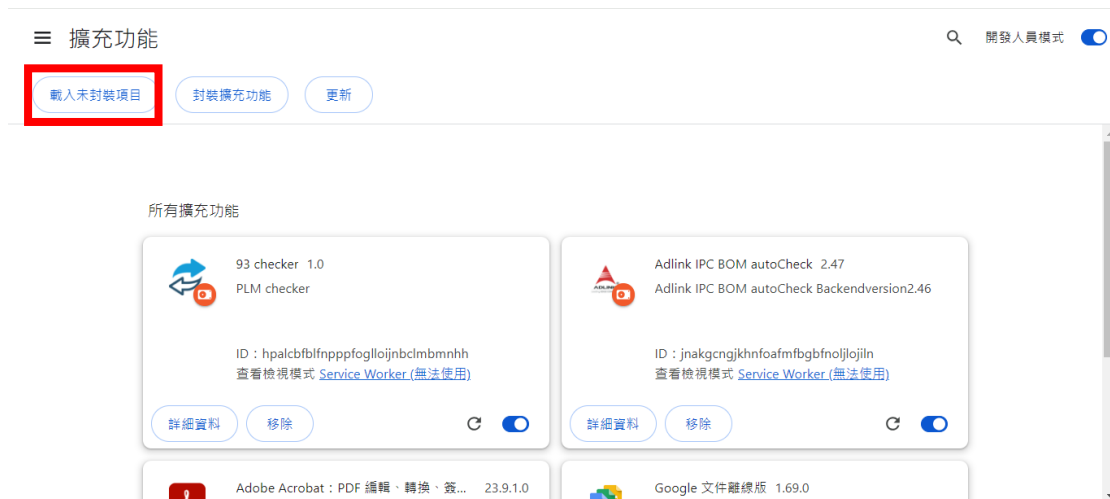 擴充功能
開發人員模式
載入未封裝項目
封裝擴充功能
更新
所有擴充功能
93 checker 1.0
PLM checker
ID：hpalcbfblfnpppfoglloijnbclmbmnhh
查看檢視模式 Service Worker (無法使用)
詳細資料
移除
ADLINK
Adlink IPC BOM autoCheck 2.47
Adlink IPC BOM autoCheck Backendversion2.46
ID：jnakgcngjkhnfoafmfbgbfnoljlojiln
查看檢視模式 Service Worker (無法使用)
詳細資料
移除
Adobe Acrobat：PDF 編輯、轉換、簽... 23.9.1.0
Google 文件離線版 1.69.0